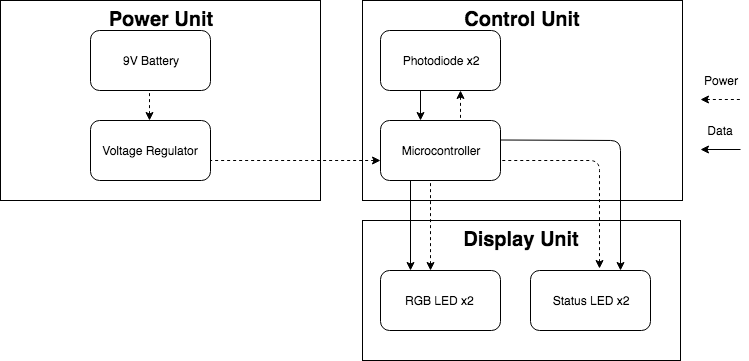 Power Unit
Control Unit
9V Battery
Photodiode x2
Power
Data
Voltage Regulator
Microcontroller
Display Unit
RGB LED x2
Status LED x2